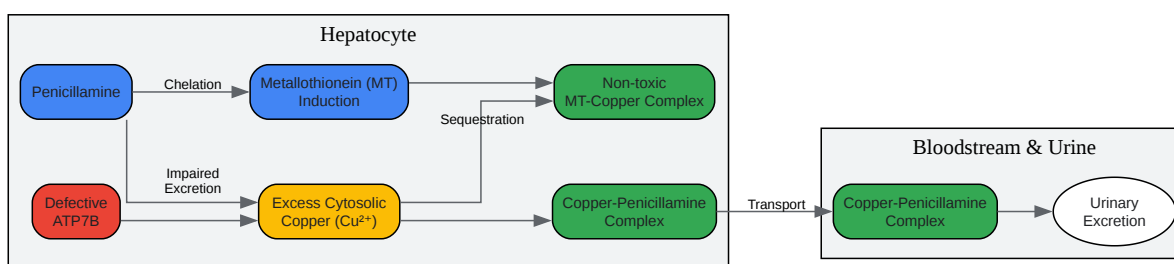 Hepatocyte
Penicillamine
Chelation
Metallothionein (MT)
Induction
Non-toxic
MT-Copper Complex
Sequestration
Impaired
Excretion
Defective
ATP7B
Excess Cytosolic
Copper (Cu²⁺)
Copper-Penicillamine
Complex
Transport
Bloodstream & Urine
Copper-Penicillamine
Complex
Urinary
Excretion